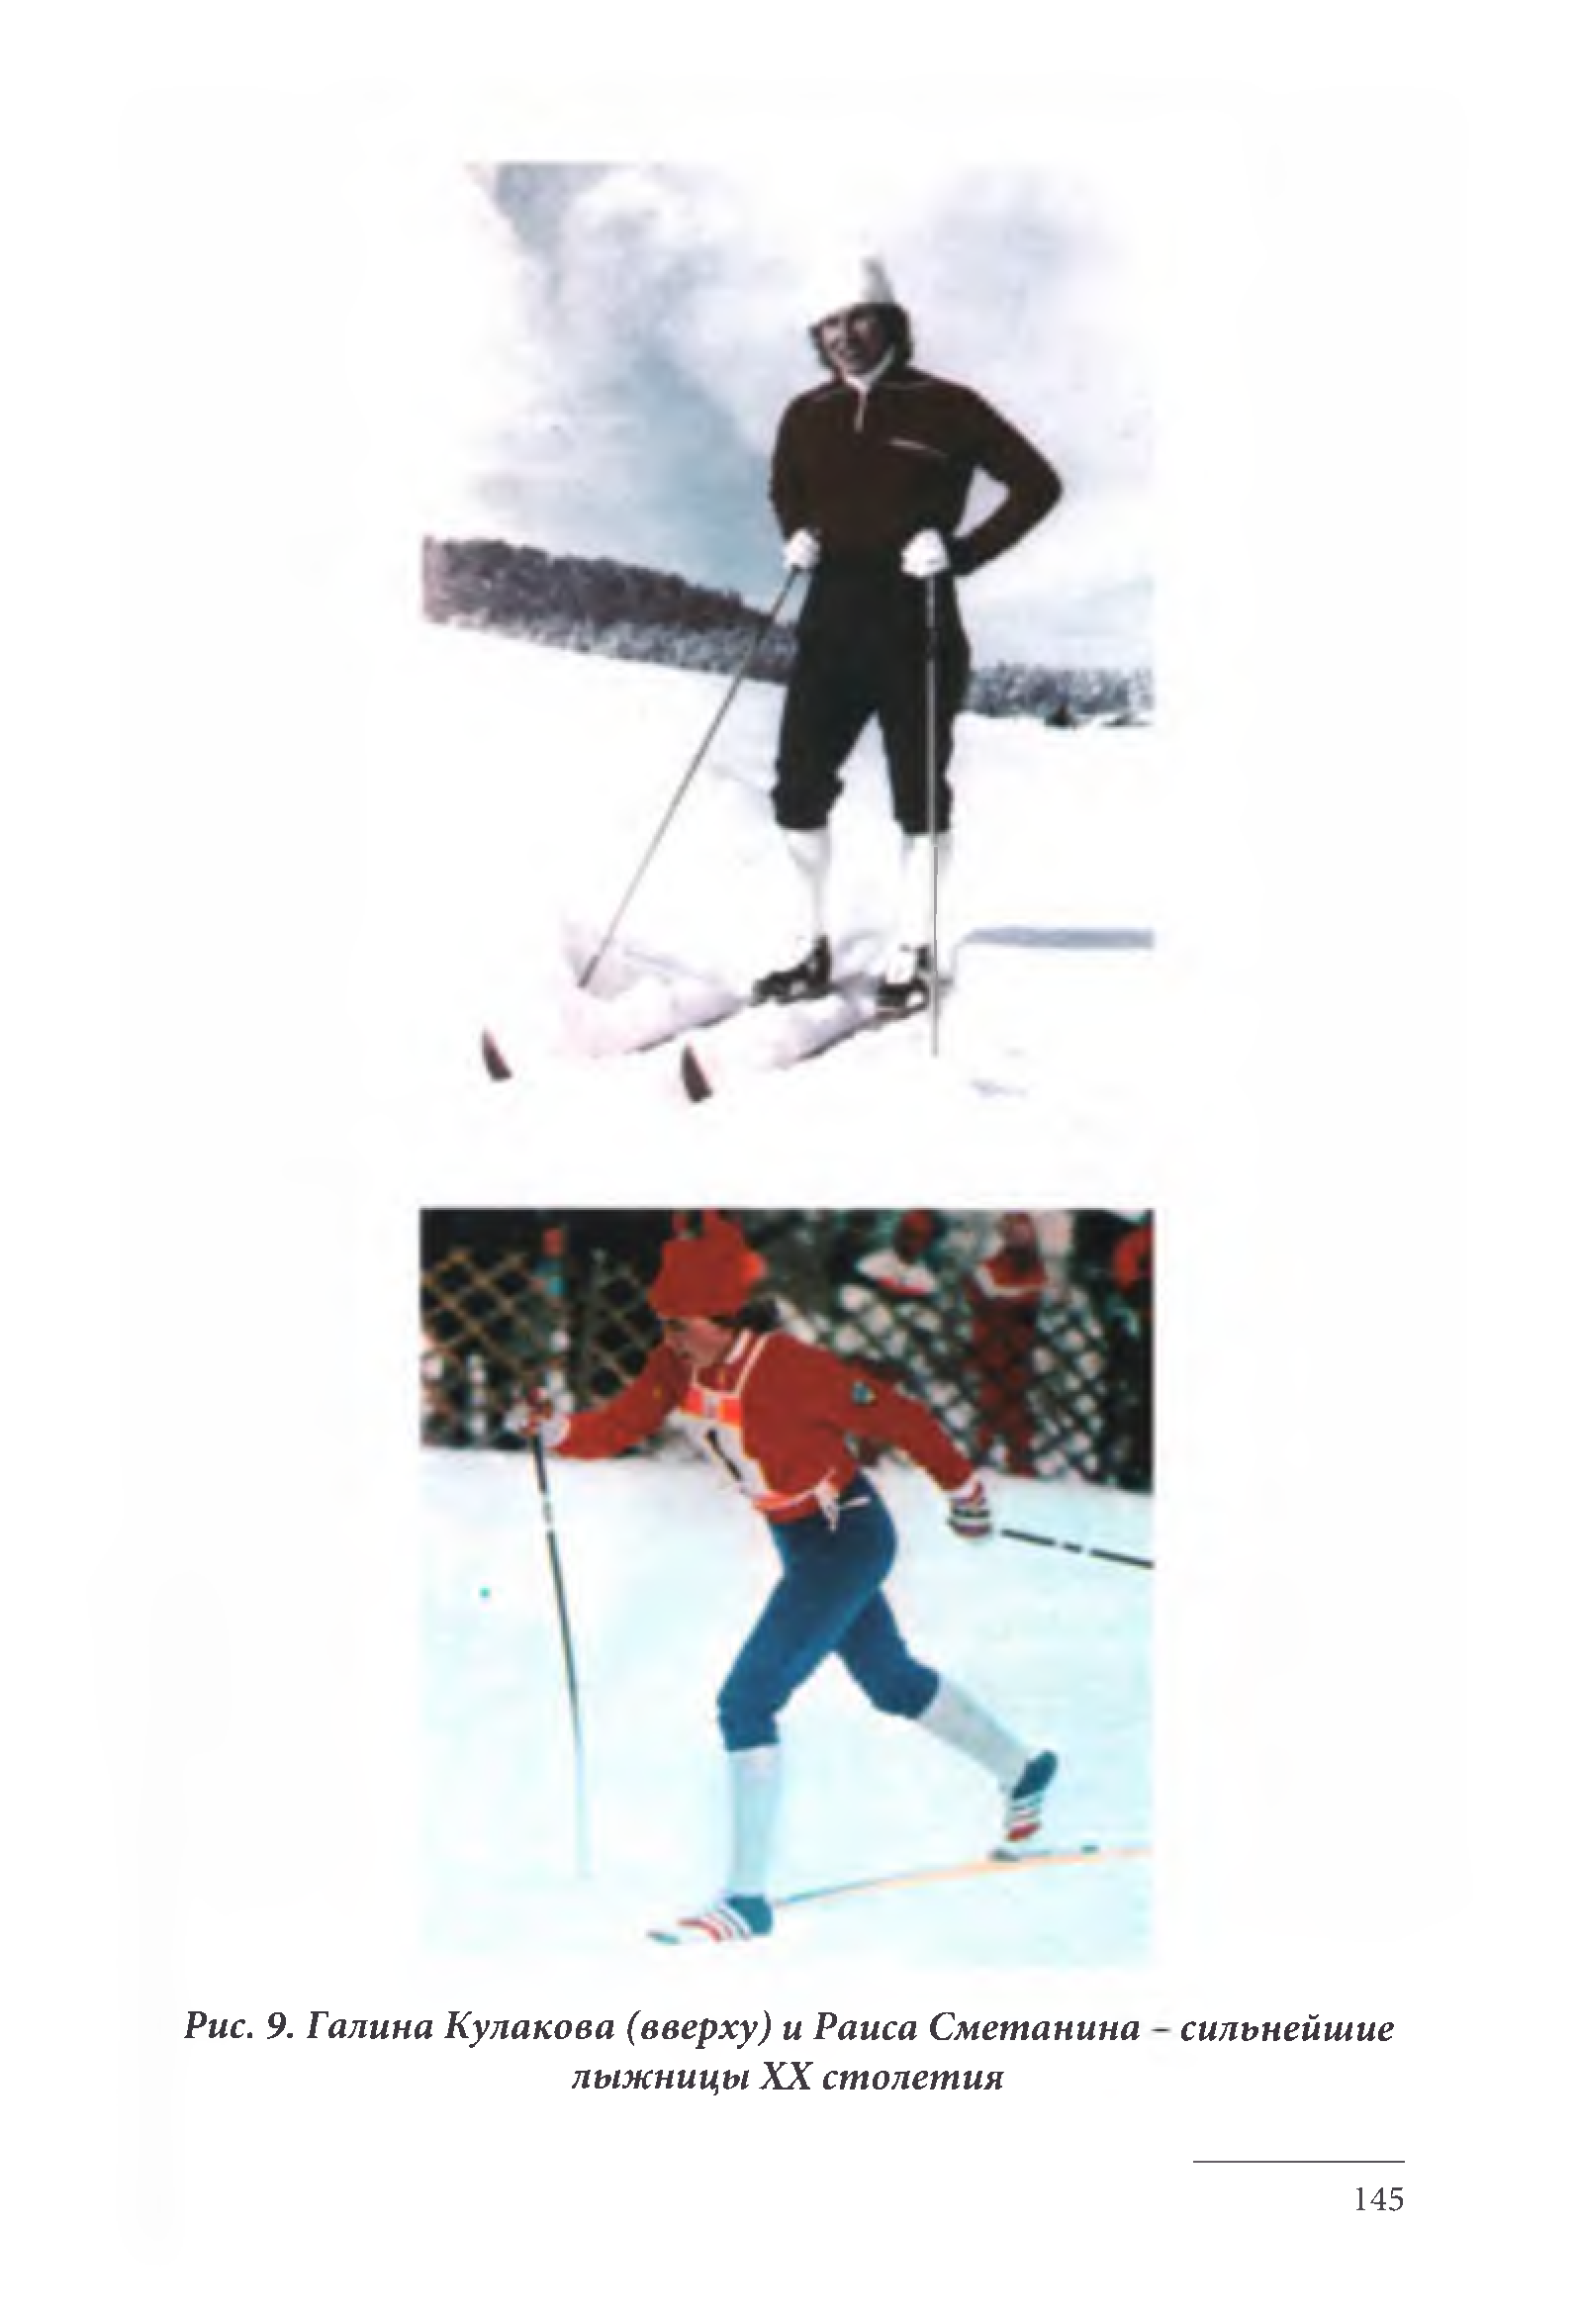 Рис. 9. Галина Кулакова (вверху) и Раиса Сметанина – сильнейшие
лыжницы XX столетия
145